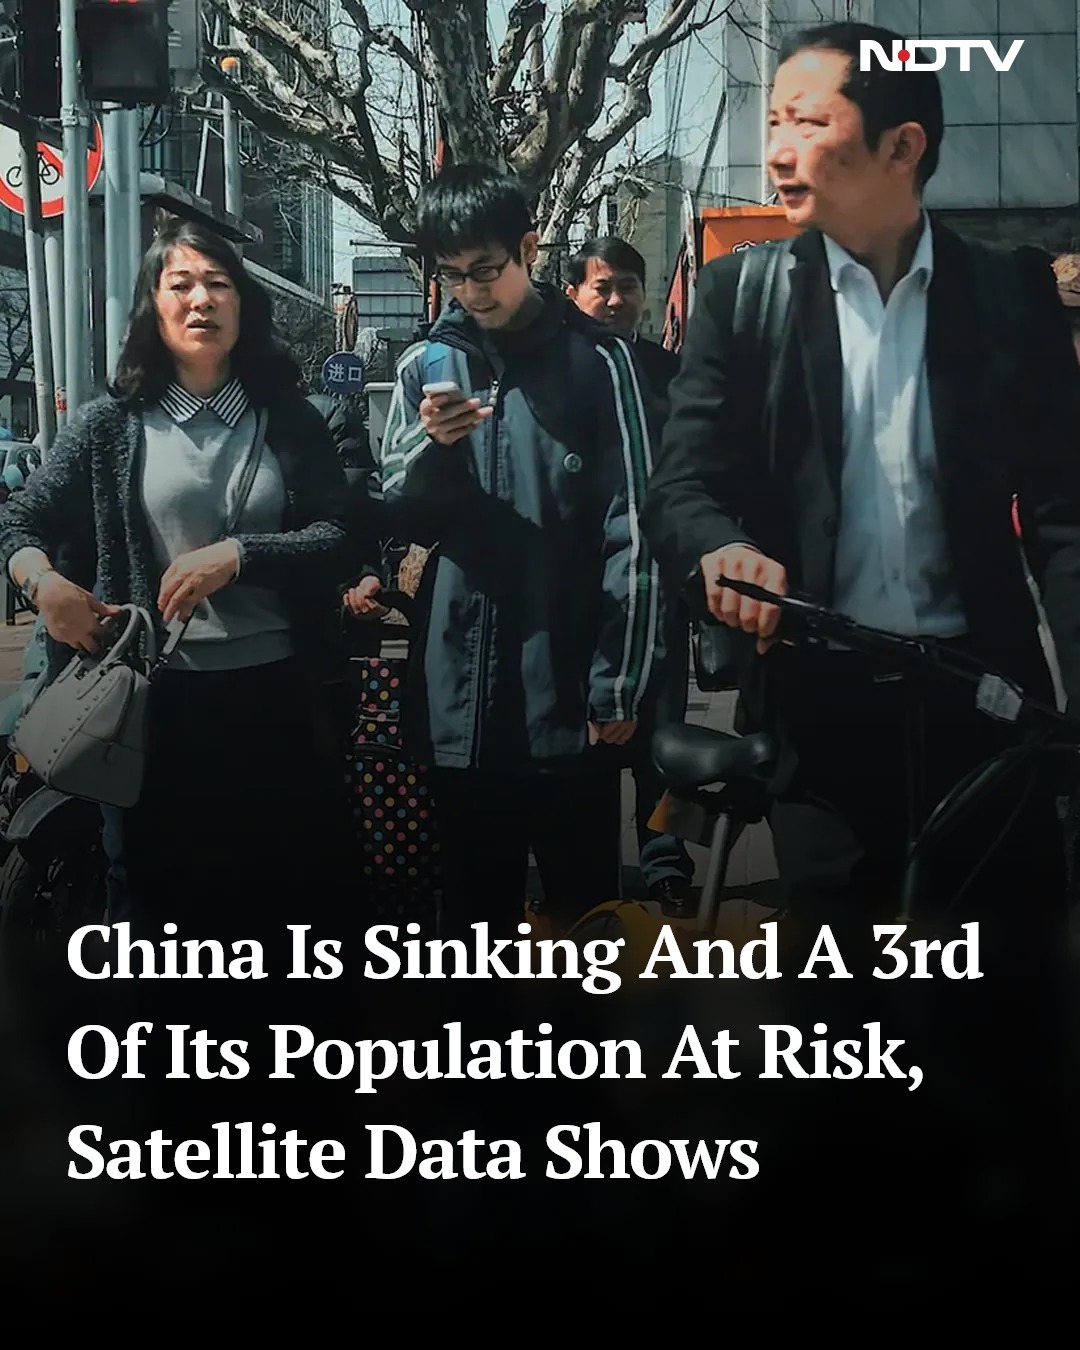 NDTV
进口
China Is Sinking And A 3rd
Of Its Population At Risk,
Satellite Data Shows